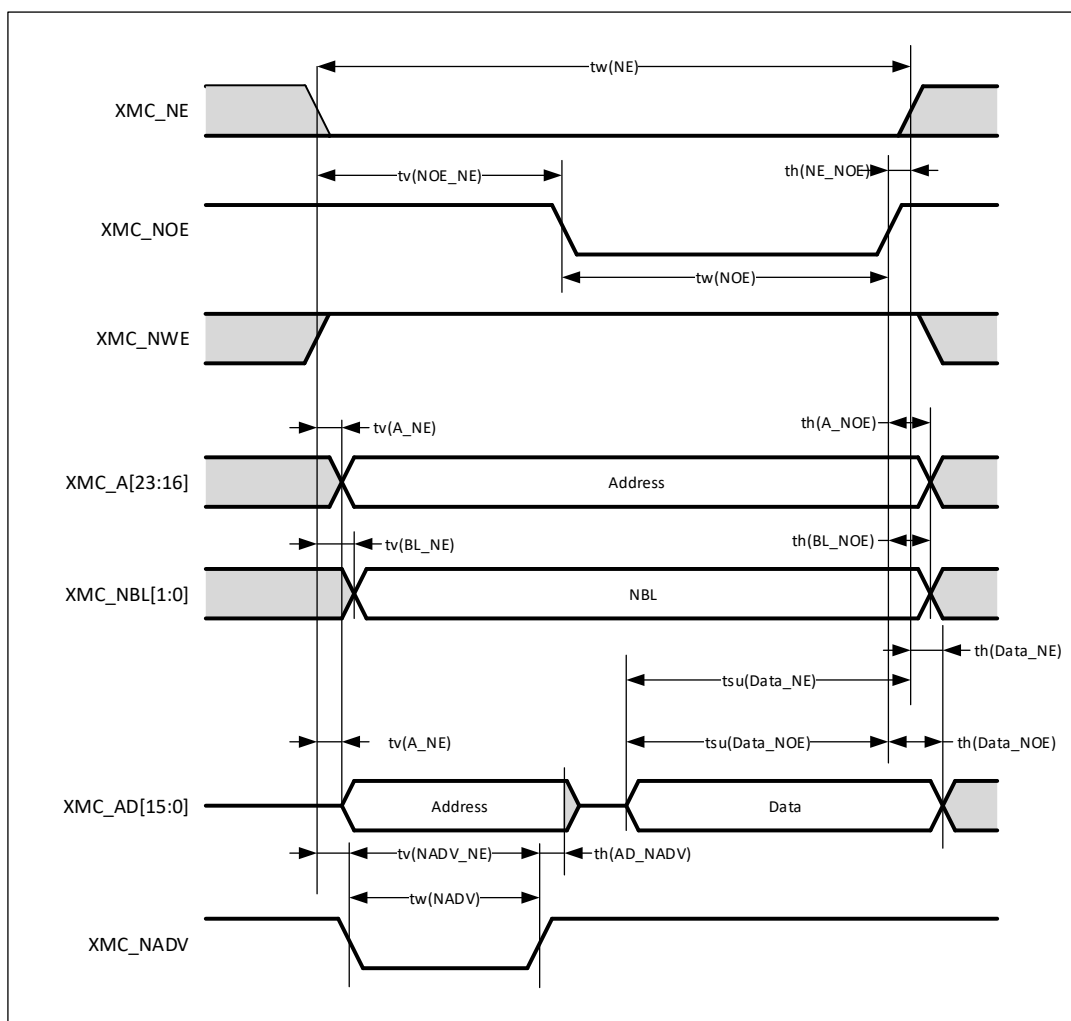 tw(NE)
XMC_NE
tv(NOE_NE)
th(NE_NOE)
XMC_NOE
tw(NOE)
XMC_NWE
tv(A_NE)
th(A_NOE)
XMC_A[23:16]
Address
tv(BL_NE)
th(BL_NOE)
XMC_NBL[1:0]
NBL
th(Data_NE)
tsu(Data_NE)
tv(A_NE)
tsu(Data_NOE)
th(Data_NOE)
XMC_AD[15:0]
Address
Data
tv(NADV_NE)
th(AD_NADV)
tw(NADV)
XMC_NADV